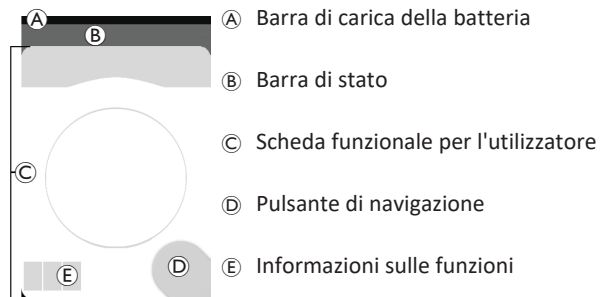 Ⓐ Ⓐ Barra di carica della batteria
Ⓑ
Ⓑ Barra di stato
Ⓒ Scheda funzionale per l'utilizzatore
Ⓒ
Ⓓ Pulsante di navigazione
Ⓔ Ⓓ Ⓔ Informazioni sulle funzioni